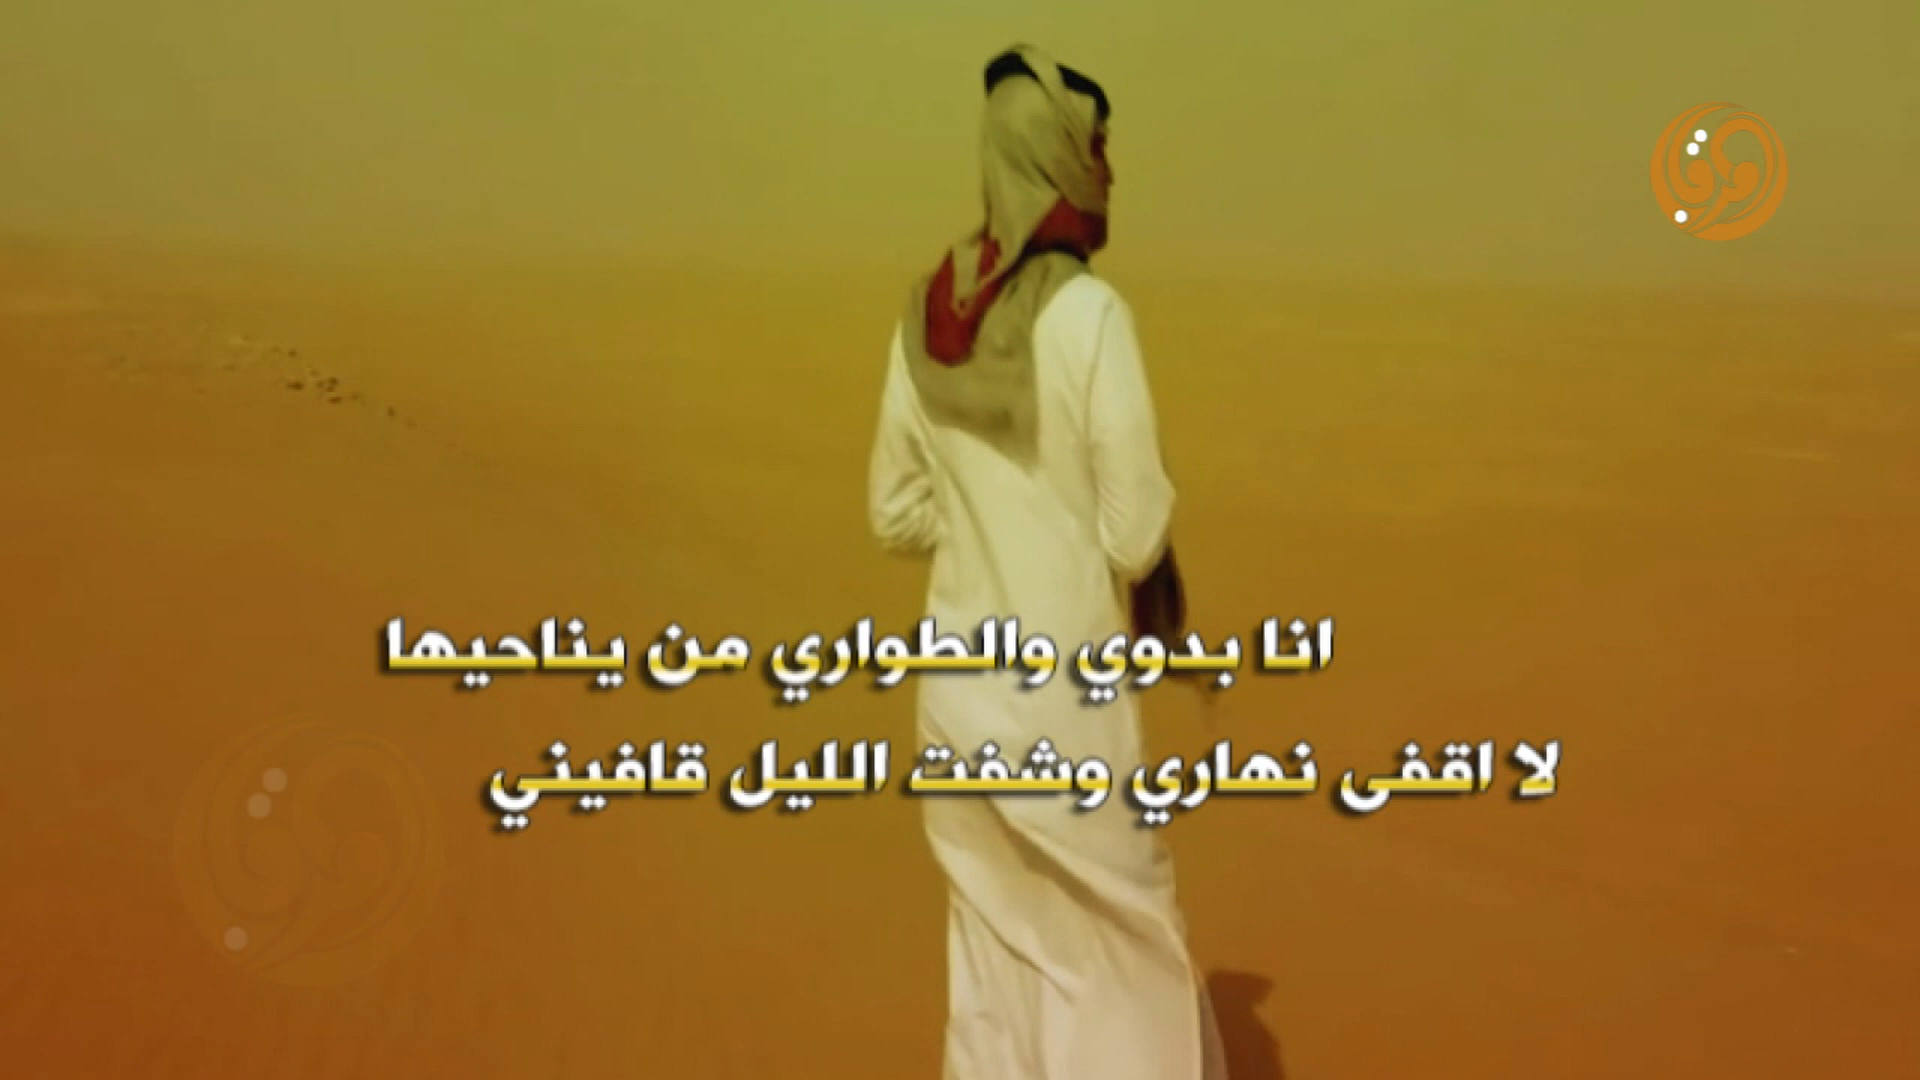 انا بدوي والطواري من يناحيها
لا اقفى نهاري وشفت الليل قافيني